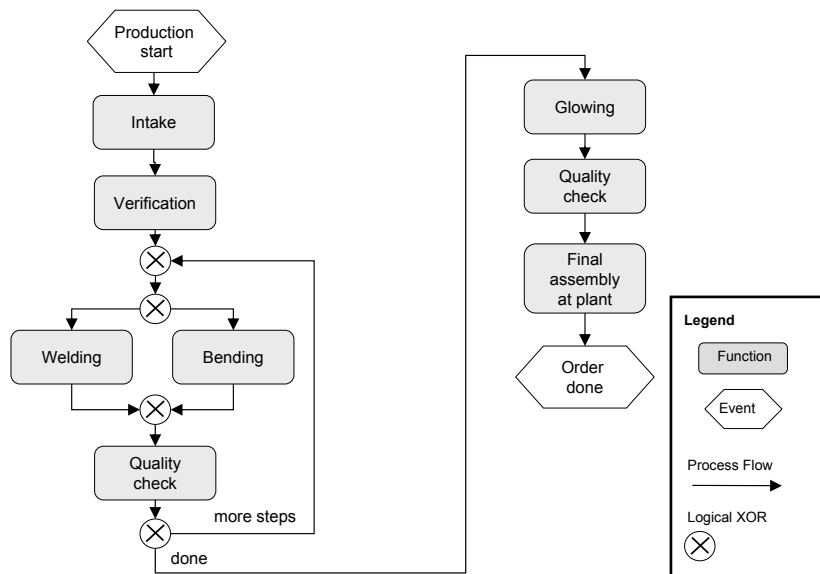 Production
start
Intake
Verification
Welding
Bending
Quality
check
more steps
done
Glowing
Quality
check
Final
assembly
at plant
Order
done
Legend
Function
Event
Process Flow
Logical XOR